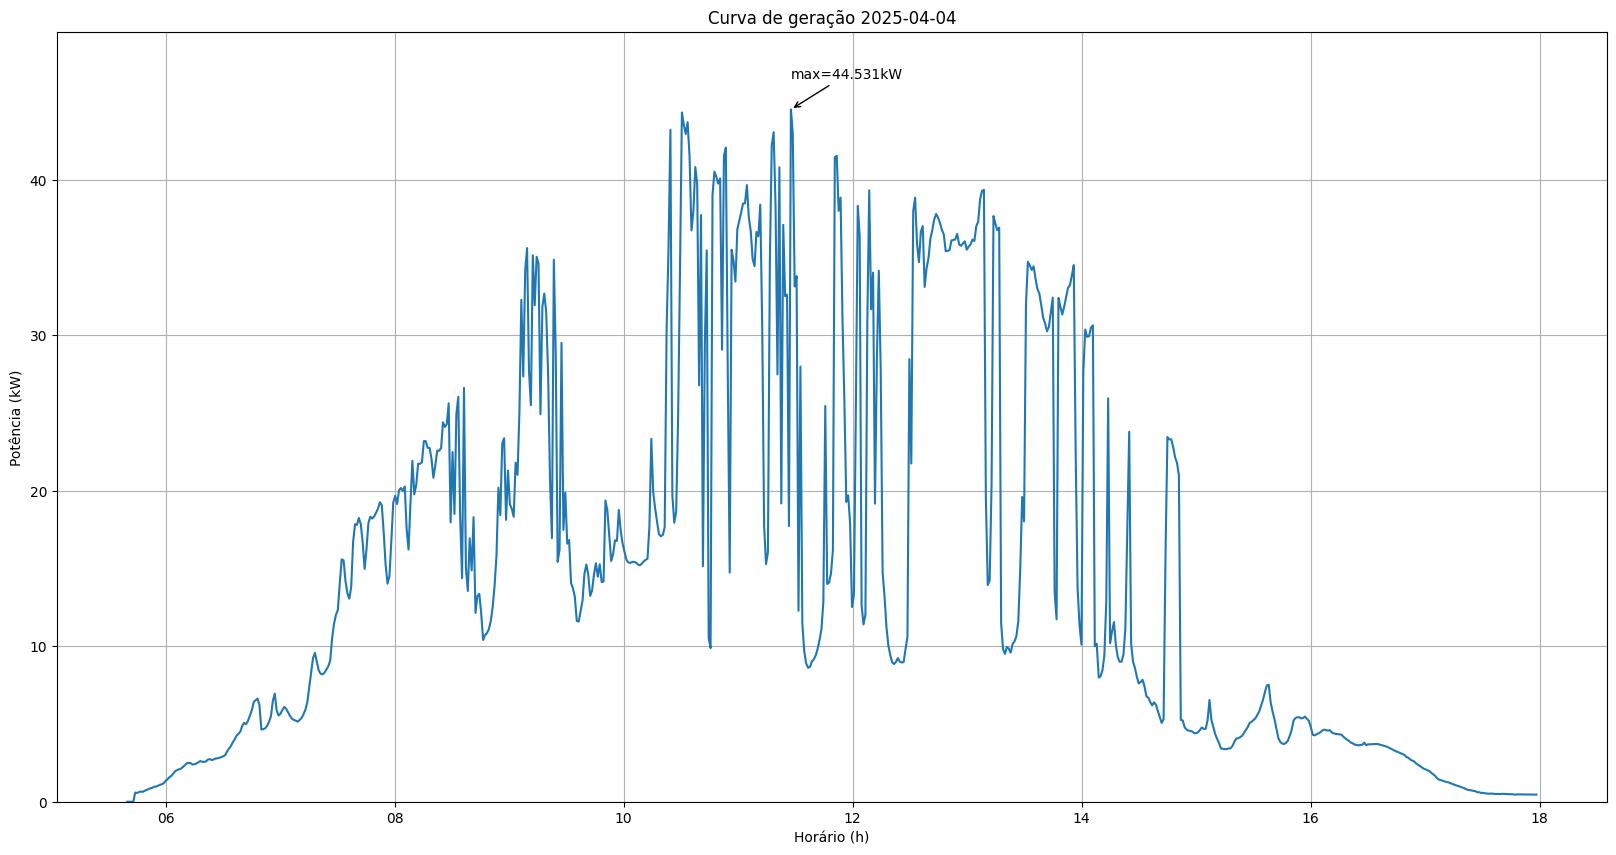 Curva de geração 2025-04-04
max=44.531kW
Potência (kW)
40
30
20
10
0
06 08 10 12 14 16 18
Horário (h)